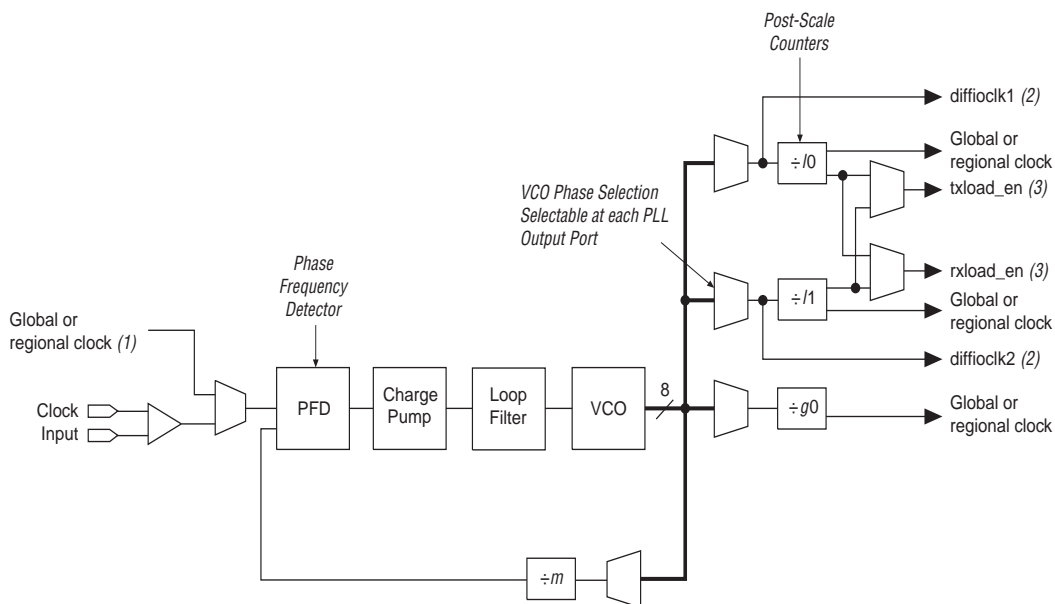 Post-Scale
Counters
diffioclk1 (2)
Global or
regional clock
÷l0
txload_en (3)
VCO Phase Selection
Selectable at each PLL
Output Port
Phase
Frequency
Detector
rxload_en (3)
÷l1
Global or
regional clock
Global or
regional clock (1)
diffioclk2 (2)
Clock
Input
PFD
Charge
Pump
Loop
Filter
VCO
8
÷g0
Global or
regional clock
÷m